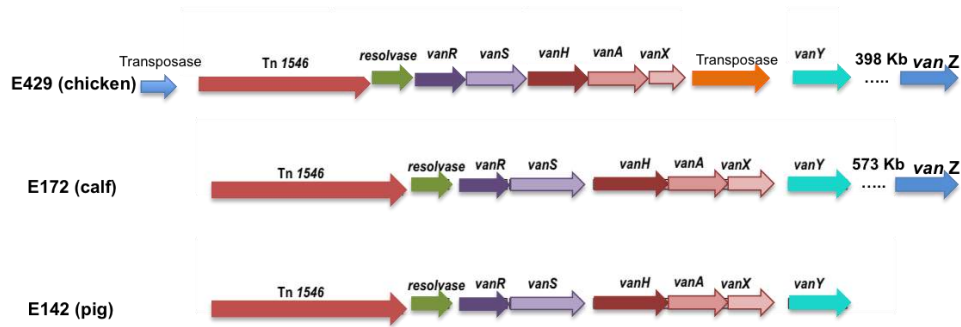 Transposase Tn 1546 resolvase vanR vanS vanH vanA vanX Transposase vanY 398 Kb van Z
E429 (chicken) .....
Tn 1546 resolvase vanR vanS vanH vanA vanX vanY 573 Kb van Z
E172 (calf) .....
Tn 1546 resolvase vanR vanS vanH vanA vanX vanY
E142 (pig)